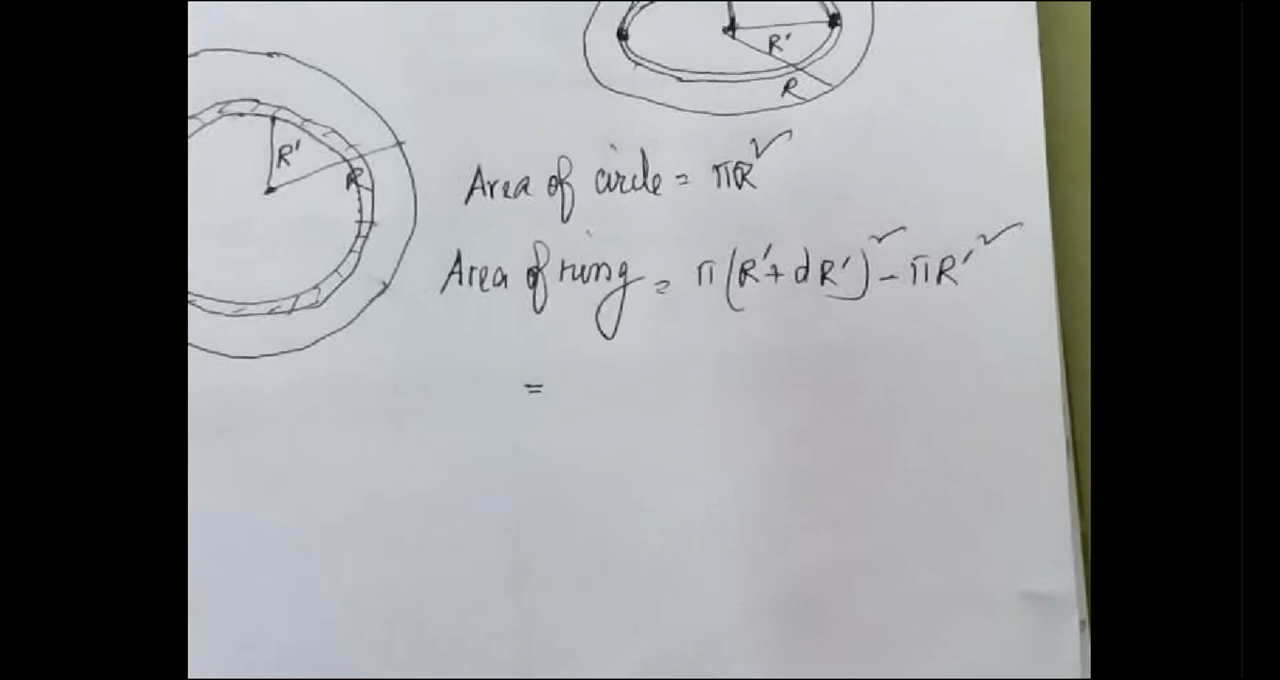 R'
R
R'
R
Area of circle = πR²
Area of ring = π(R'+dR')² - πR'²
=